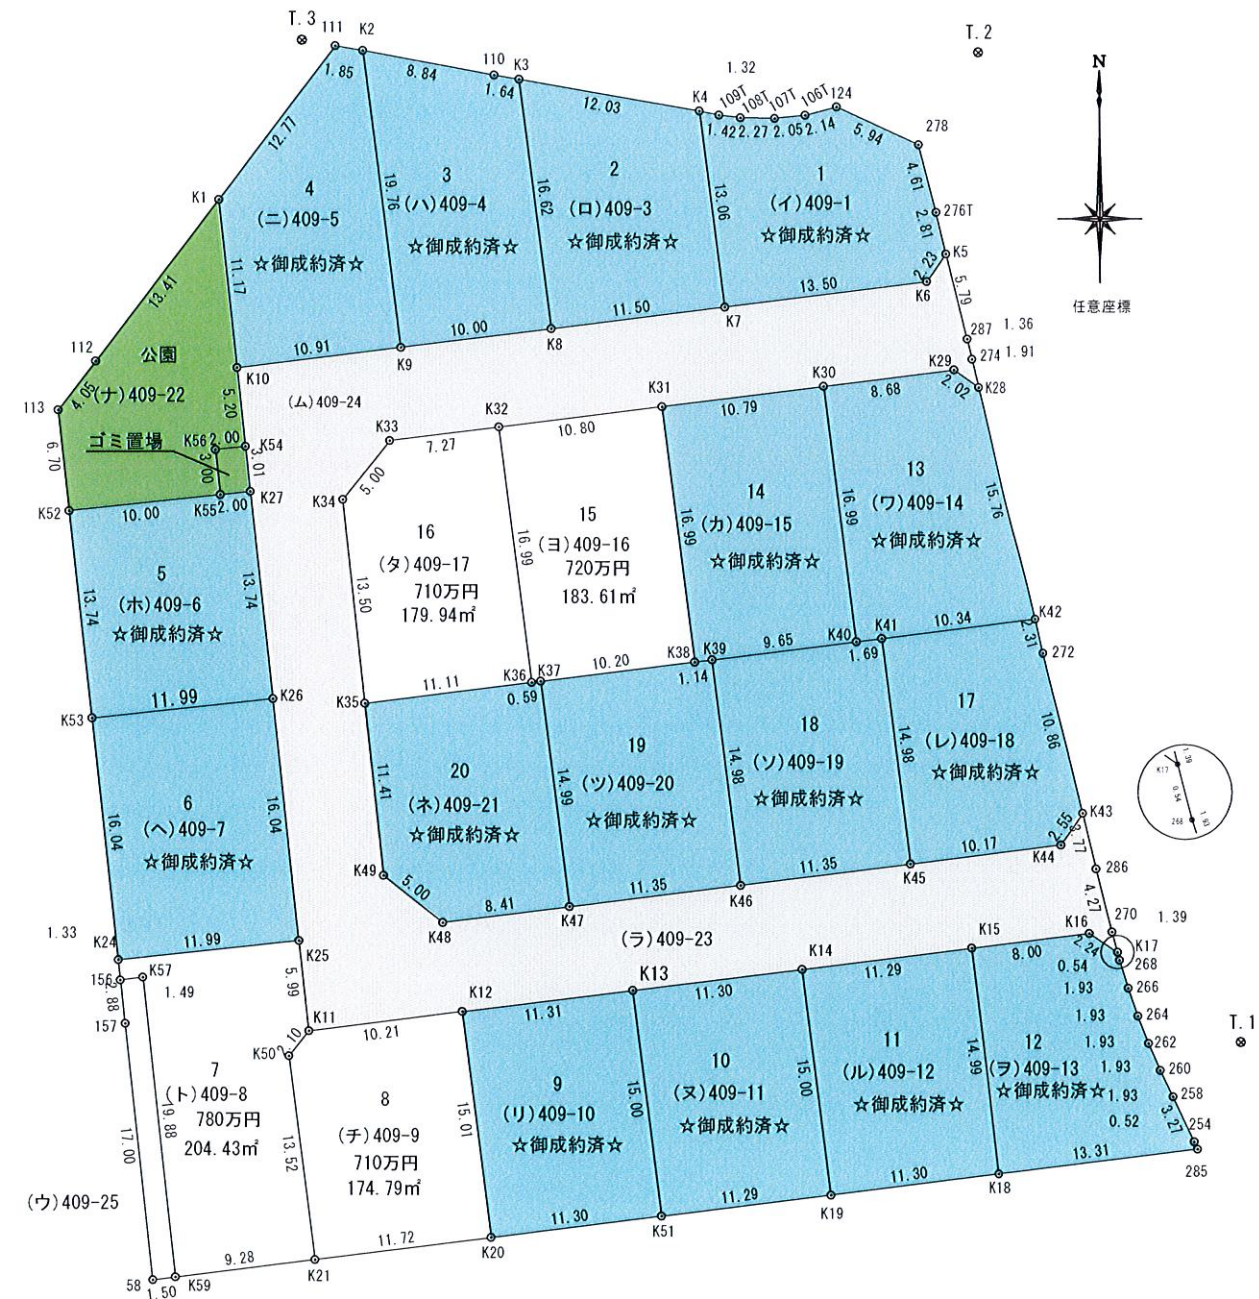 T. 3
111
K2
110
K3
1.32
T. 2
N
任意座標
K4
109T
108T
107T
106T
124
278
1.85
8.84
1.64
12.03
1.42
2.27
2.05
2.14
5.94
4.61
276T
2.81
K5
2.23
K6
5.79
12.77
K1
4
(ニ)409-5
☆御成約済☆
19.76
3
(ハ)409-4
☆御成約済☆
16.62
2
(ロ)409-3
☆御成約済☆
13.06
1
(イ)409-1
☆御成約済☆
11.17
13.41
10.91
K9
10.00
K8
11.50
K7
13.50
287
1.36
274
1.91
K28
K29
2.02
112
公園
(ナ)409-22
4.05
113
K10
5.20
(ム)409-24
6.70
ゴミ置場
K56
2.00
K54
3.00
3.01
K27
K55
2.00
K52
10.00
K33
7.27
K32
10.80
K31
10.79
K30
8.68
5.00
K34
16
(タ)409-17
710万円
179.94㎡
13.50
15
(ヨ)409-16
720万円
183.61㎡
16.99
14
(カ)409-15
☆御成約済☆
16.99
16.99
13
(ワ)409-14
☆御成約済☆
15.76
5
(ホ)409-6
☆御成約済☆
13.74
13.74
K53
11.99
K26
K35
11.11
K36
K37
0.59
10.20
K38
K39
1.14
9.65
K40
K41
1.69
10.34
K42
2.31
272
6
(ヘ)409-7
☆御成約済☆
16.04
16.04
20
(ネ)409-21
☆御成約済☆
11.41
19
(ツ)409-20
☆御成約済☆
14.99
18
(ソ)409-19
☆御成約済☆
14.98
17
(レ)409-18
☆御成約済☆
14.98
10.86
1.39
K17
0.54
268
1.93
K43
2.55
K44
2.77
286
K49
5.00
K48
8.41
K47
11.35
K46
11.35
K45
10.17
4.27
270
1.39
K24
1.33
11.99
K25
(ラ)409-23
K16
2.24
K17
0.54
268
156
K57
2.88
1.49
157
5.99
K11
2.10
K50
10.21
K12
11.31
K13
11.30
K14
11.29
K15
8.00
1.93
266
1.93
264
1.93
262
1.93
260
1.93
258
0.52
3.27
254
285
T. 1
7
(ト)409-8
780万円
204.43㎡
19.88
17.00
8
(チ)409-9
710万円
174.79㎡
13.52
9
(リ)409-10
☆御成約済☆
15.01
10
(ヌ)409-11
☆御成約済☆
15.00
11
(ル)409-12
☆御成約済☆
15.00
12
(ヲ)409-13
☆御成約済☆
14.99
(ウ)409-25
58
1.50
K59
9.28
K21
11.72
K20
11.30
K51
11.29
K19
11.30
K18
13.31